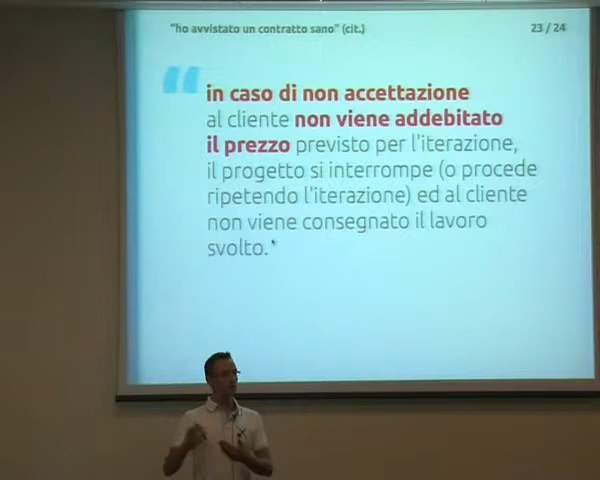 "ho avvistato un contratto sano" (cit.)
23 / 24
“ in caso di non accettazione
al cliente non viene addebitato
il prezzo previsto per l'iterazione,
il progetto si interrompe (o procede
ripetendo l'iterazione) ed al cliente
non viene consegnato il lavoro
svolto."